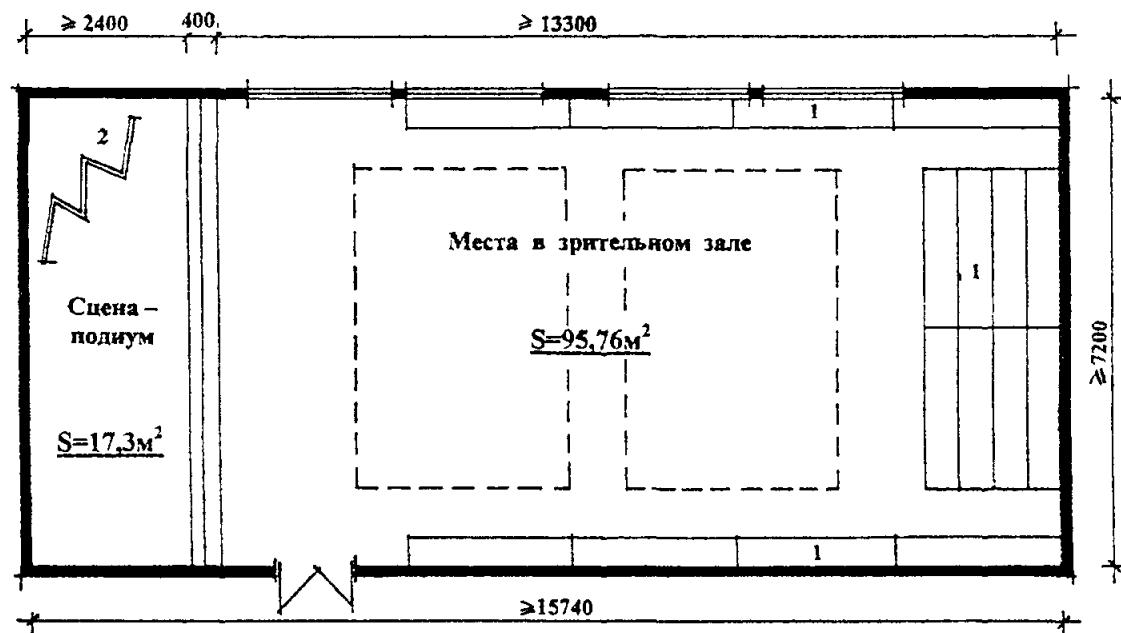 ⩾ 2400
400
⩾ 13300
1
2
Места в зрительном зале
1
Сцена –
подиум
S=95,76м²
⩾7200
S=17,3м²
1
⩾15740